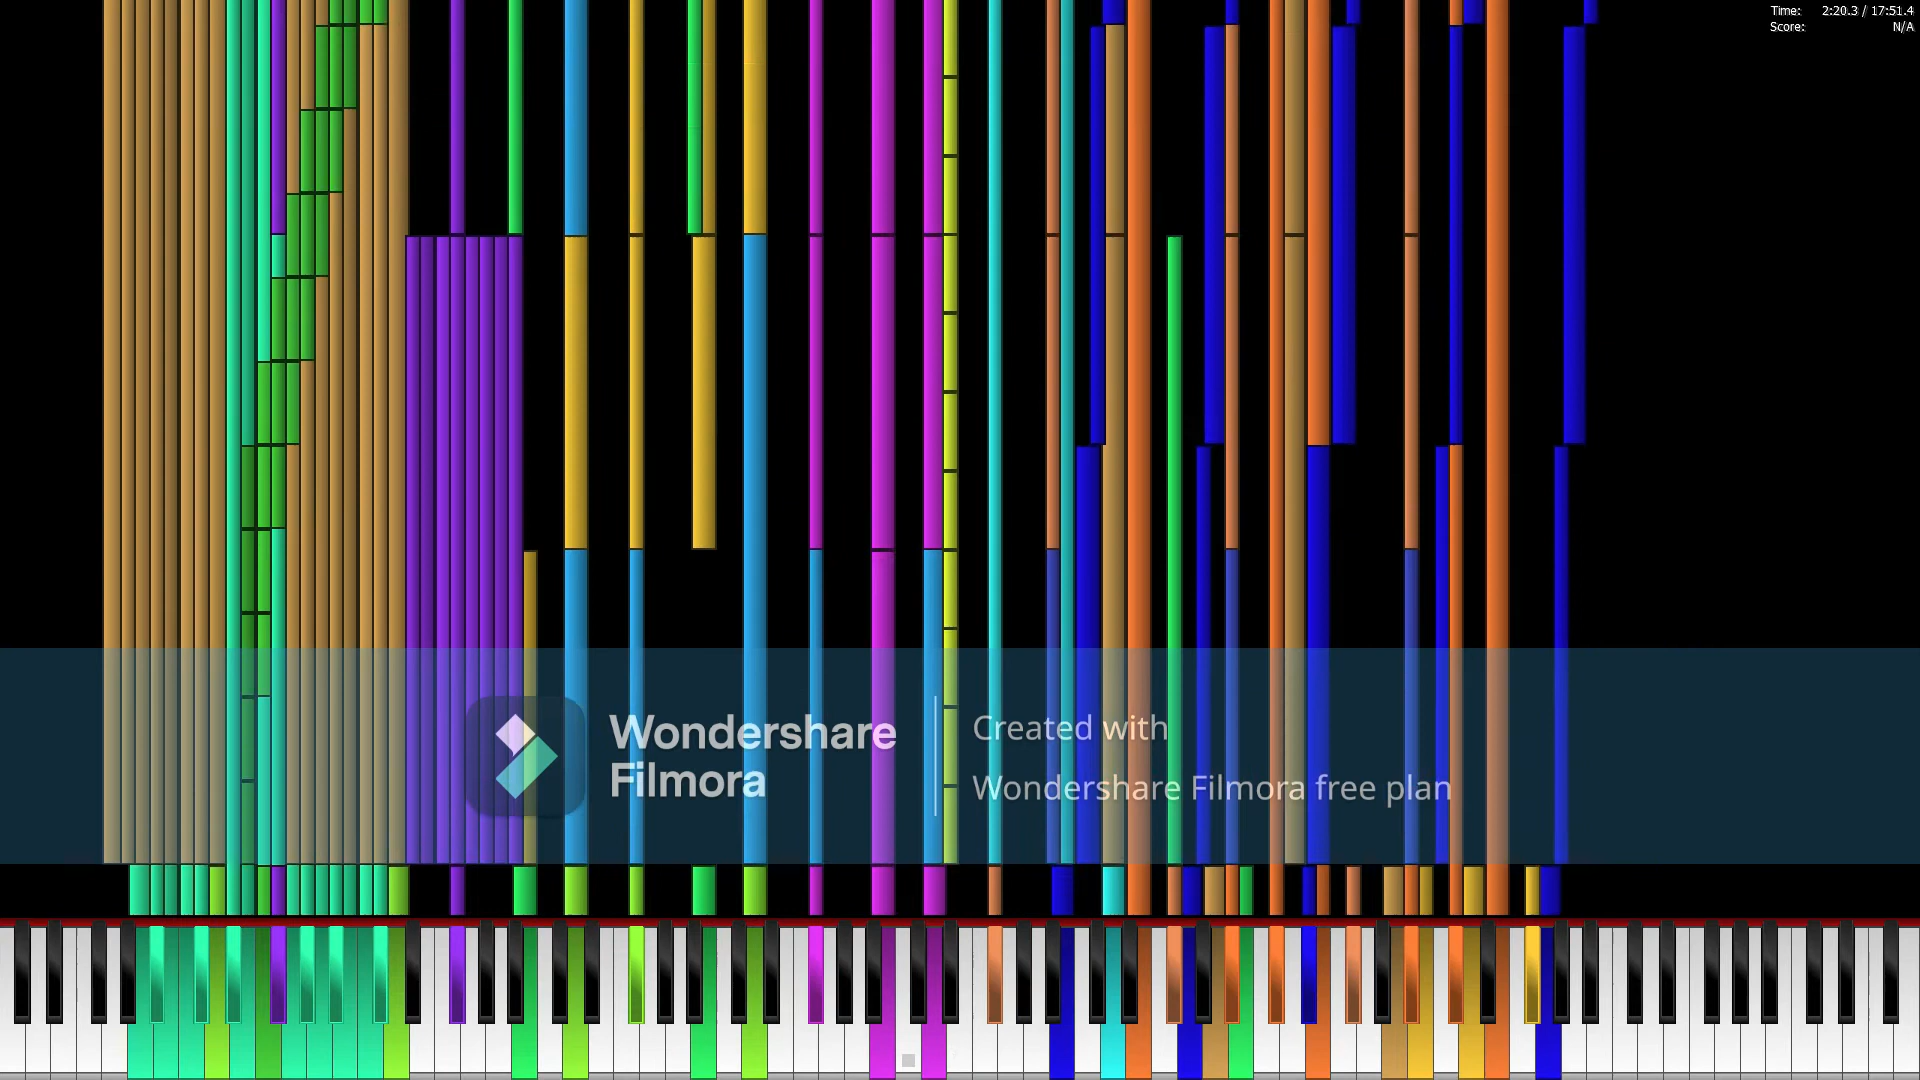 Time: 2:20.3 / 17:51.4
Score: N/A
Wondershare
Filmora
Created with
Wondershare Filmora free plan